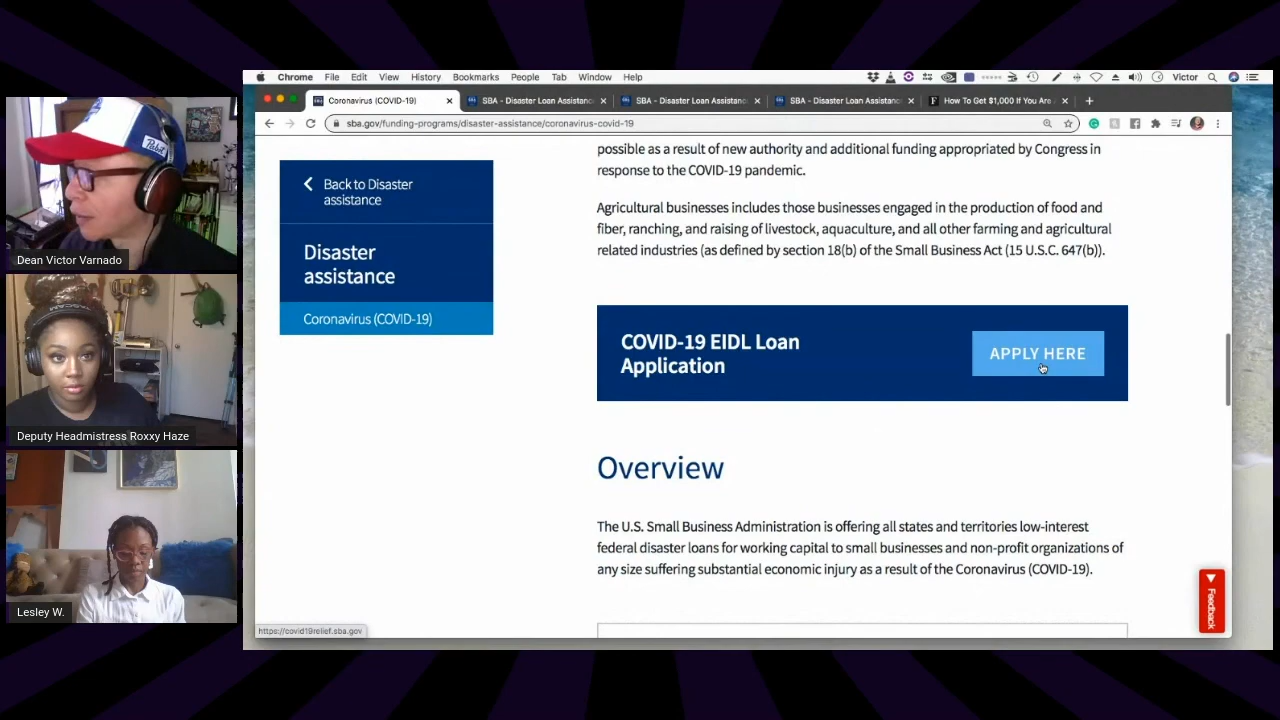 Chrome File Edit View History Bookmarks People Tab Window Help Victor
Coronavirus (COVID-19)
SBA - Disaster Loan Assistance
SBA - Disaster Loan Assistanc
SBA - Disaster Loan Assistanc
How To Get $1,000 If You Are
sba.gov/funding-programs/disaster-assistance/coronavirus-covid-19
Back to Disaster
assistance
Disaster
assistance
Coronavirus (COVID-19)
possible as a result of new authority and additional funding appropriated by Congress in
response to the COVID-19 pandemic.
Agricultural businesses includes those businesses engaged in the production of food and
fiber, ranching, and raising of livestock, aquaculture, and all other farming and agricultural
related industries (as defined by section 18(b) of the Small Business Act (15 U.S.C. 647(b)).
COVID-19 EIDL Loan
Application
APPLY HERE
Overview
The U.S. Small Business Administration is offering all states and territories low-interest
federal disaster loans for working capital to small businesses and non-profit organizations of
any size suffering substantial economic injury as a result of the Coronavirus (COVID-19).
Feedback
https://covid19relief.sba.gov
Pabst
Dean Victor Varnado
Deputy Headmistress Roxxy Haze
Lesley W.